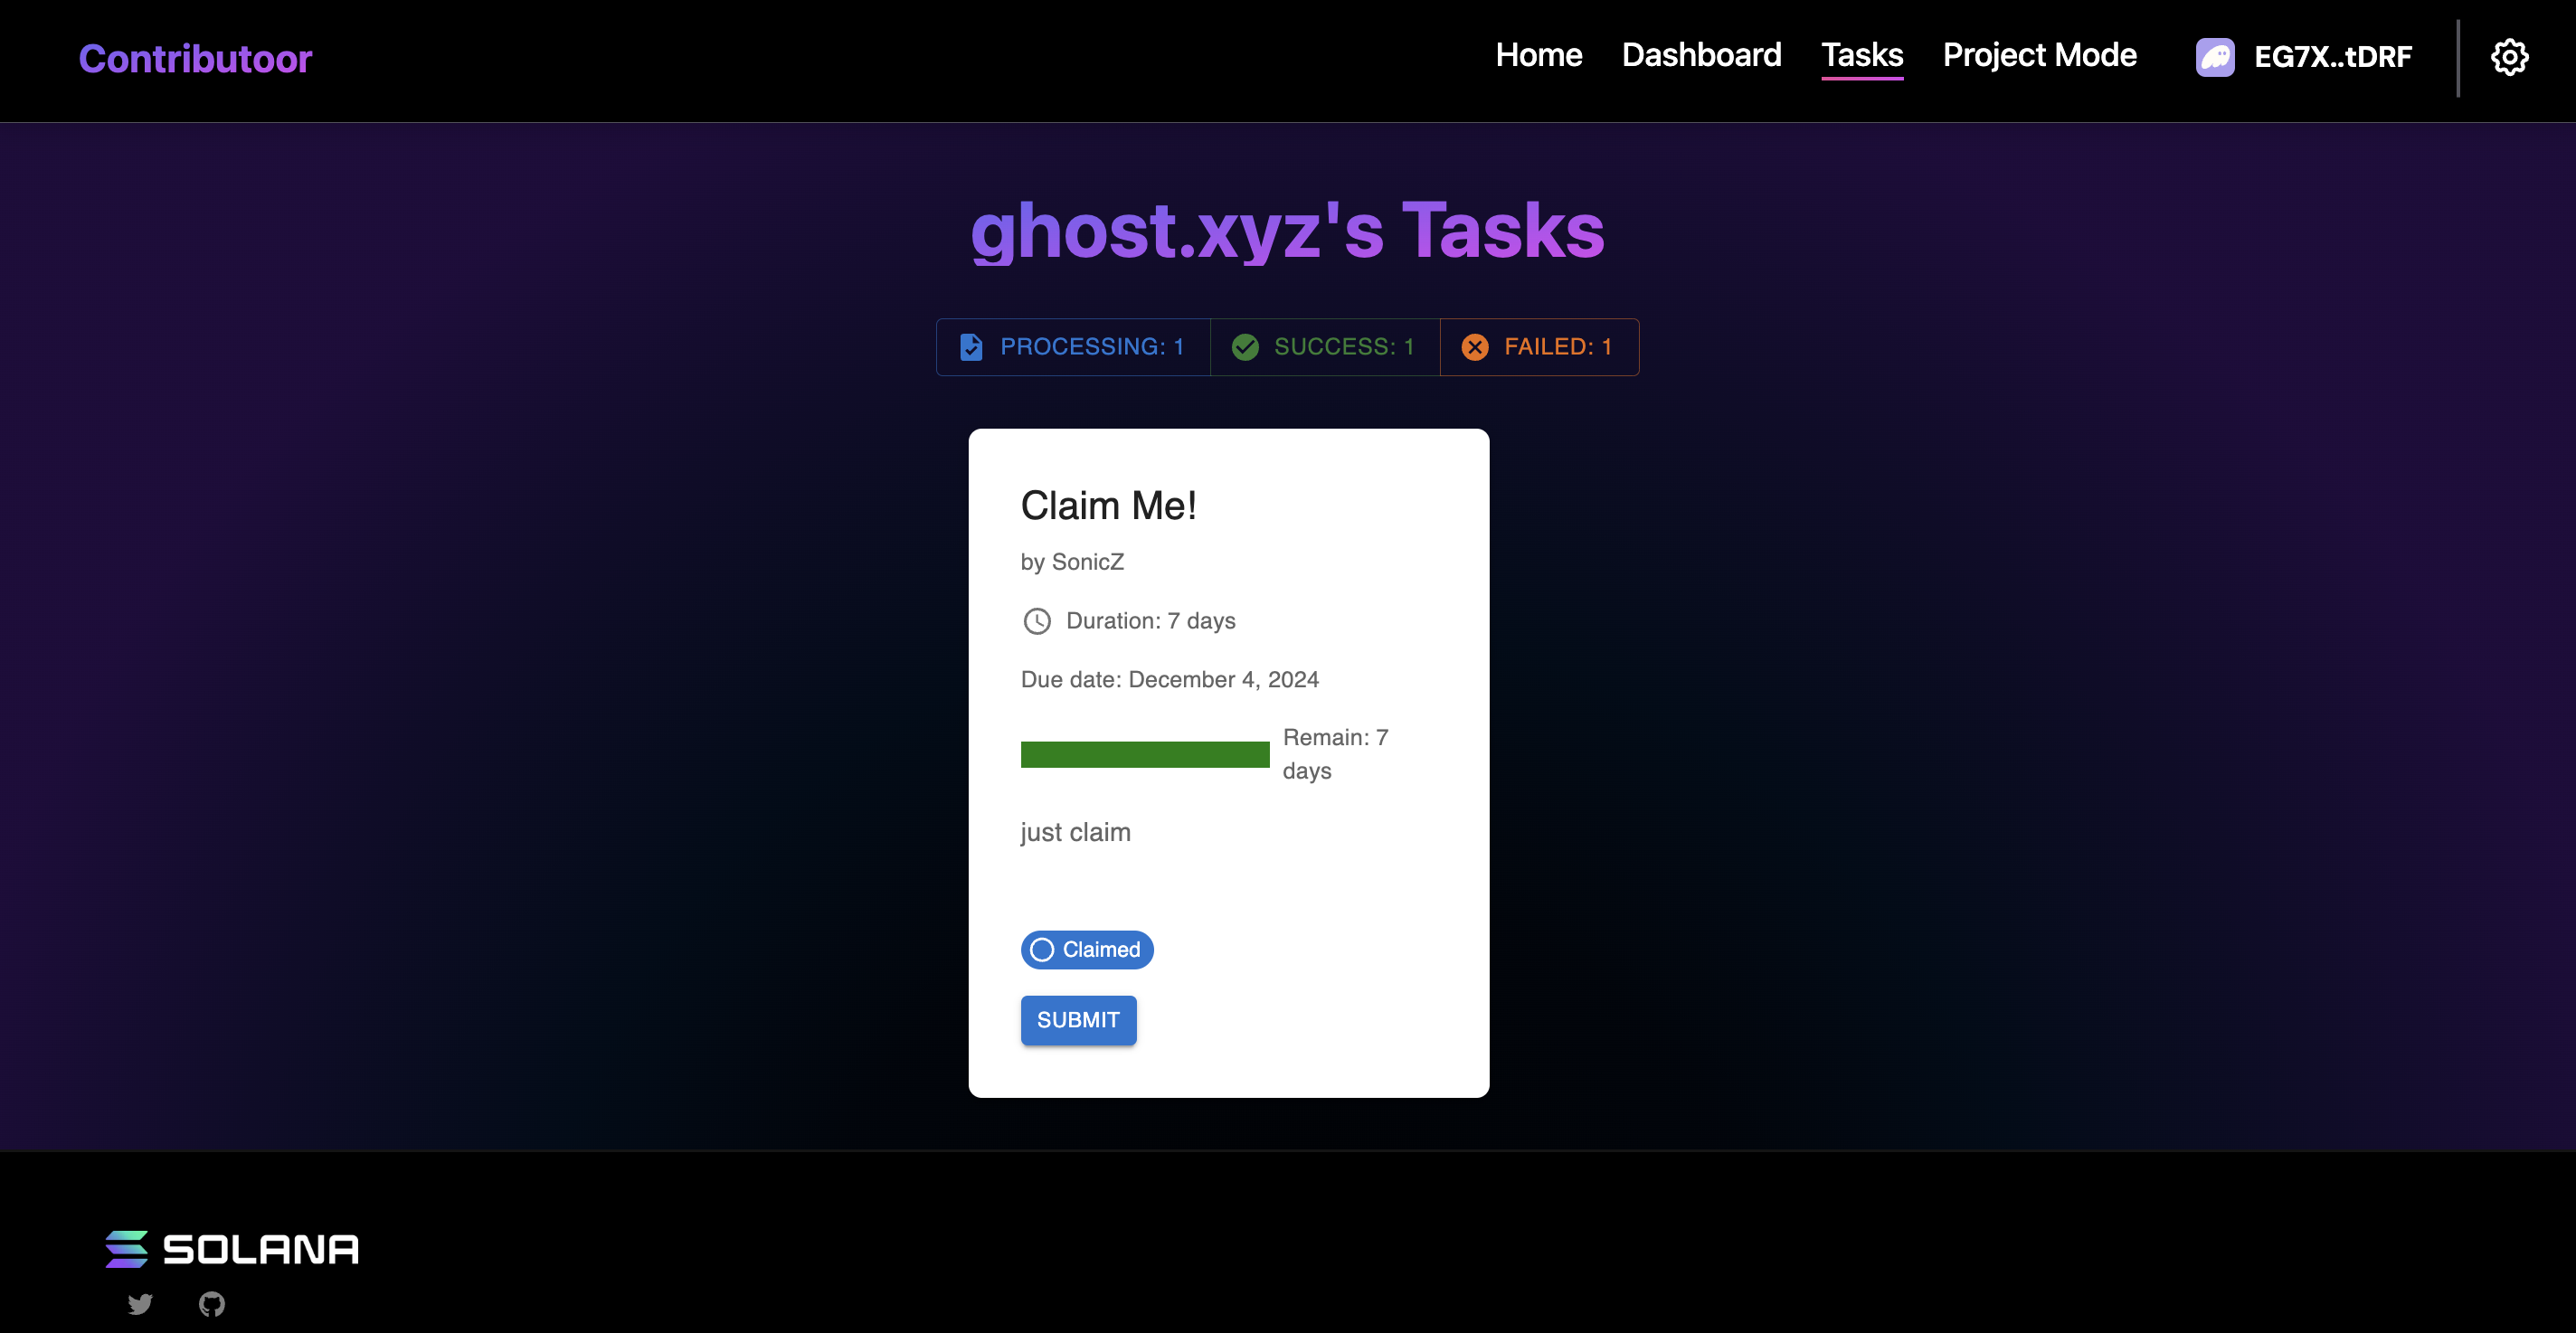 Contributoor
Home Dashboard Tasks Project Mode EG7X..tDRF
ghost.xyz's Tasks
PROCESSING: 1 SUCCESS: 1 FAILED: 1
Claim Me!
by SonicZ
Duration: 7 days
Due date: December 4, 2024
Remain: 7
days
just claim
Claimed
SUBMIT
SOLANA